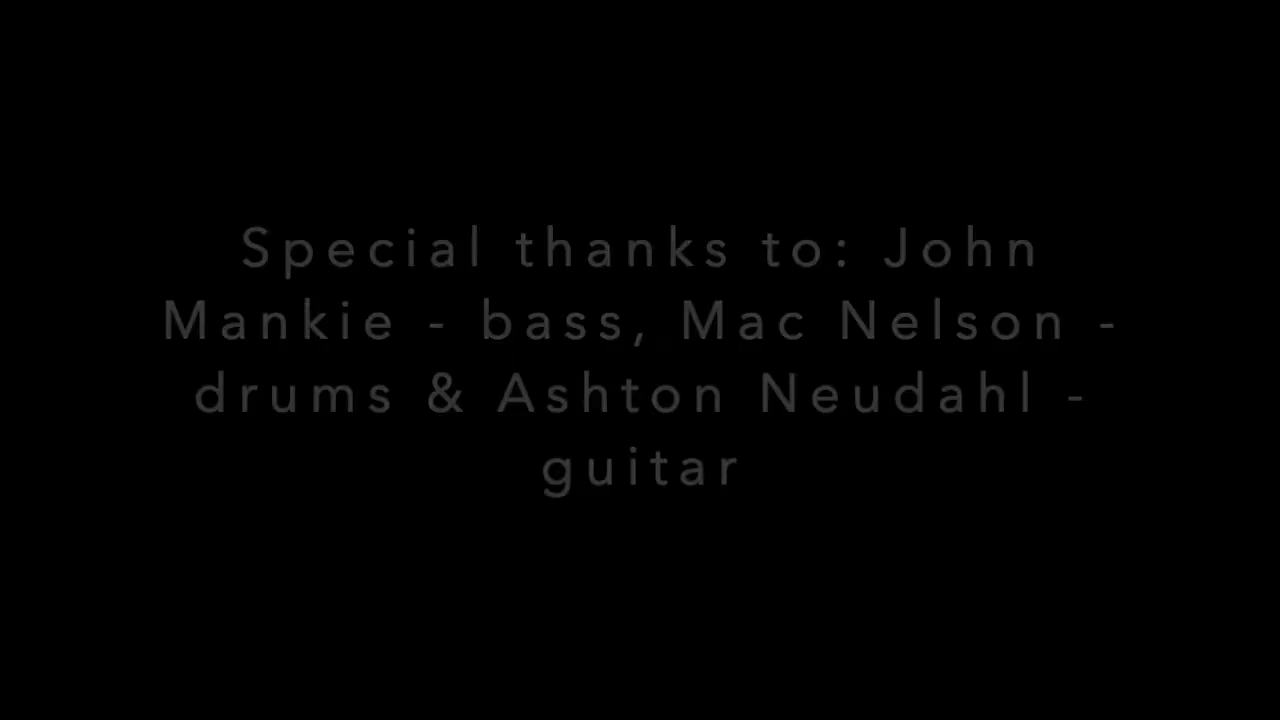 Special thanks to: John
Mankie - bass, Mac Nelson -
drums & Ashton Neudahl -
guitar